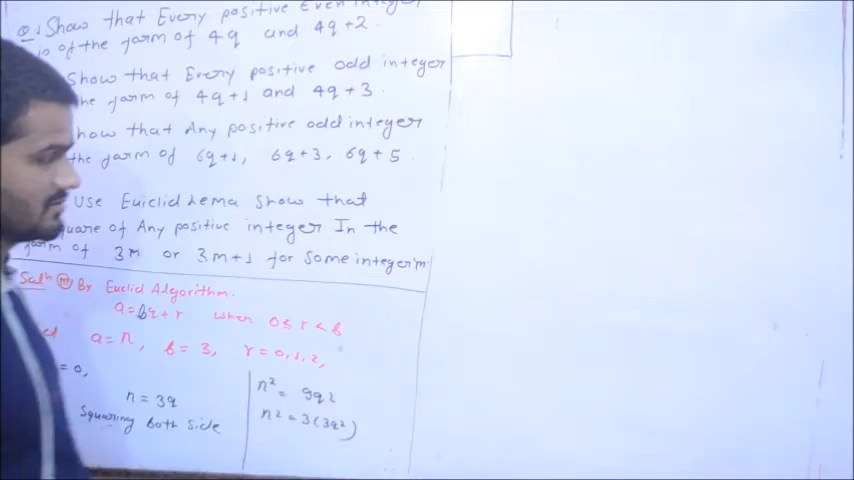 Q.1 Show that Every positive Even integer
is of the form of 4q and 4q+2.
Show that Every positive odd integer
the form of 4q+1 and 4q+3.
how that Any positive odd integer
the form of 6q+1, 6q+3, 6q+5.
Use Euiclid Lema Show that
square of Any positive integer In the
form of 3m or 3m+1 for some integer m
Solⁿ By Euclid Algorithm.
a=bq+r when 0≤r<b
a=n, b=3, r=0,1,2,
=0,
n=3q
Squaring both side
n²=9q²
n²=3(3q²)